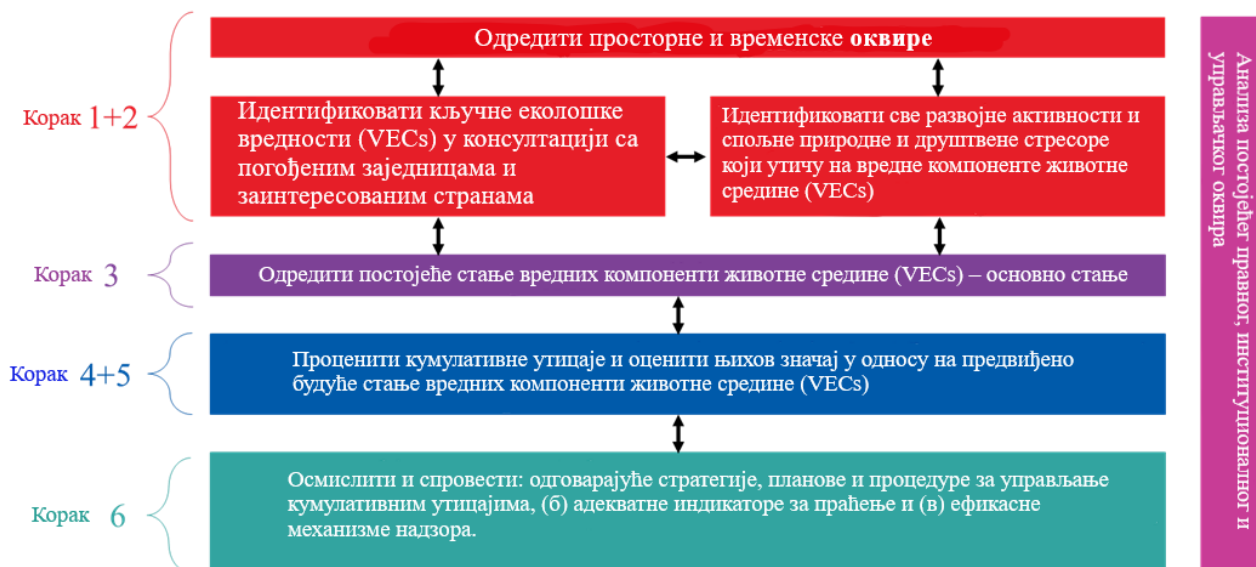 Одредити просторне и временске оквире
Корак 1+2
Идентификовати кључне еколошке
вредности (VECs) у консултацији са
погођеним заједницама и
заинтересованим странама
Идентификовати све развојне активности и
спољне природне и друштвене стресоре
који утичу на вредне компоненте животне
средине (VECs)
Корак 3
Одредити постојеће стање вредних компоненти животне средине (VECs) – основно стање
Корак 4+5
Проценити кумулативне утицаје и оценити њихов значај у односу на предвиђено
будуће стање вредних компоненти животне средине (VECs)
Корак 6
Осмислити и спровести: одговарајуће стратегије, планове и процедуре за управљање
кумулативним утицајима, (б) адекватне индикаторе за праћење и (в) ефикасне
механизме надзора.
Анализа постојећег правног, институционалног и
управљачког оквира